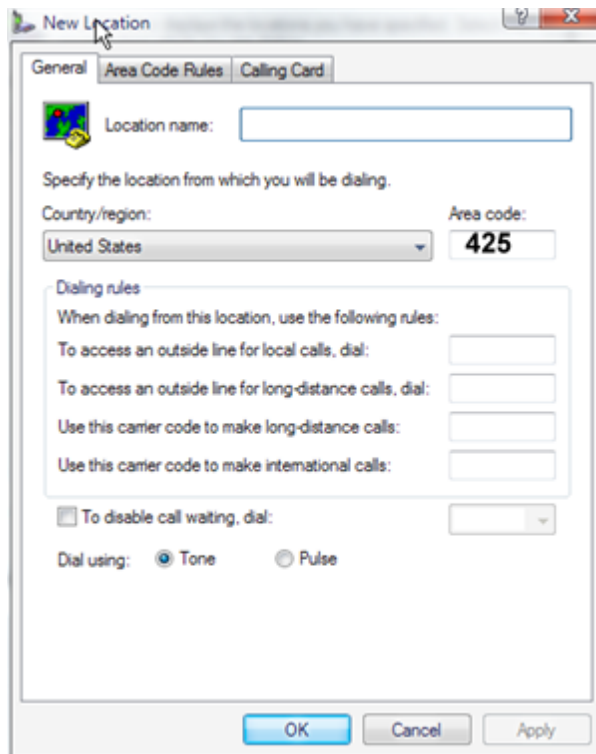 New Location
General Area Code Rules Calling Card
Location name:
Specify the location from which you will be dialing.
Country/region: Area code:
United States 425
Dialing rules
When dialing from this location, use the following rules:
To access an outside line for local calls, dial:
To access an outside line for long-distance calls, dial:
Use this carrier code to make long-distance calls:
Use this carrier code to make international calls:
To disable call waiting, dial:
Dial using: Tone Pulse
OK Cancel Apply